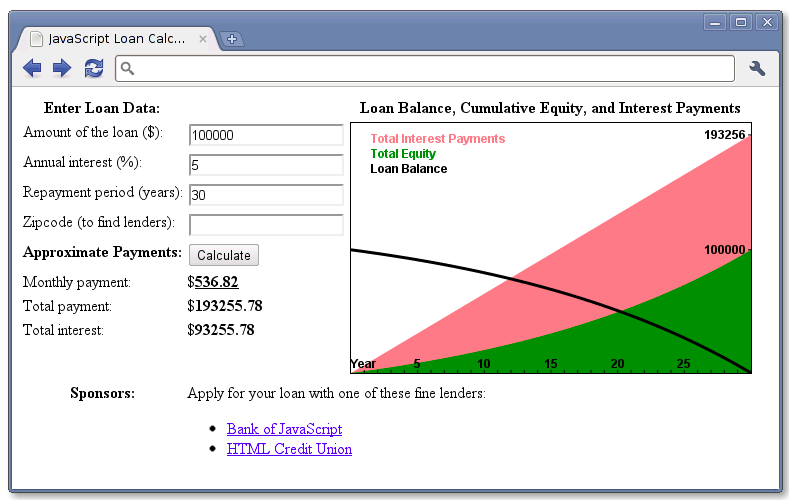 JavaScript Loan Calc...
Enter Loan Data:
Amount of the loan ($): 100000
Annual interest (%): 5
Repayment period (years): 30
Zipcode (to find lenders):
Approximate Payments: Calculate
Monthly payment: $536.82
Total payment: $193255.78
Total interest: $93255.78
Loan Balance, Cumulative Equity, and Interest Payments
Total Interest Payments
Total Equity
Loan Balance
193256
100000
Year 5 10 15 20 25
Sponsors: Apply for your loan with one of these fine lenders:
• Bank of JavaScript
• HTML Credit Union